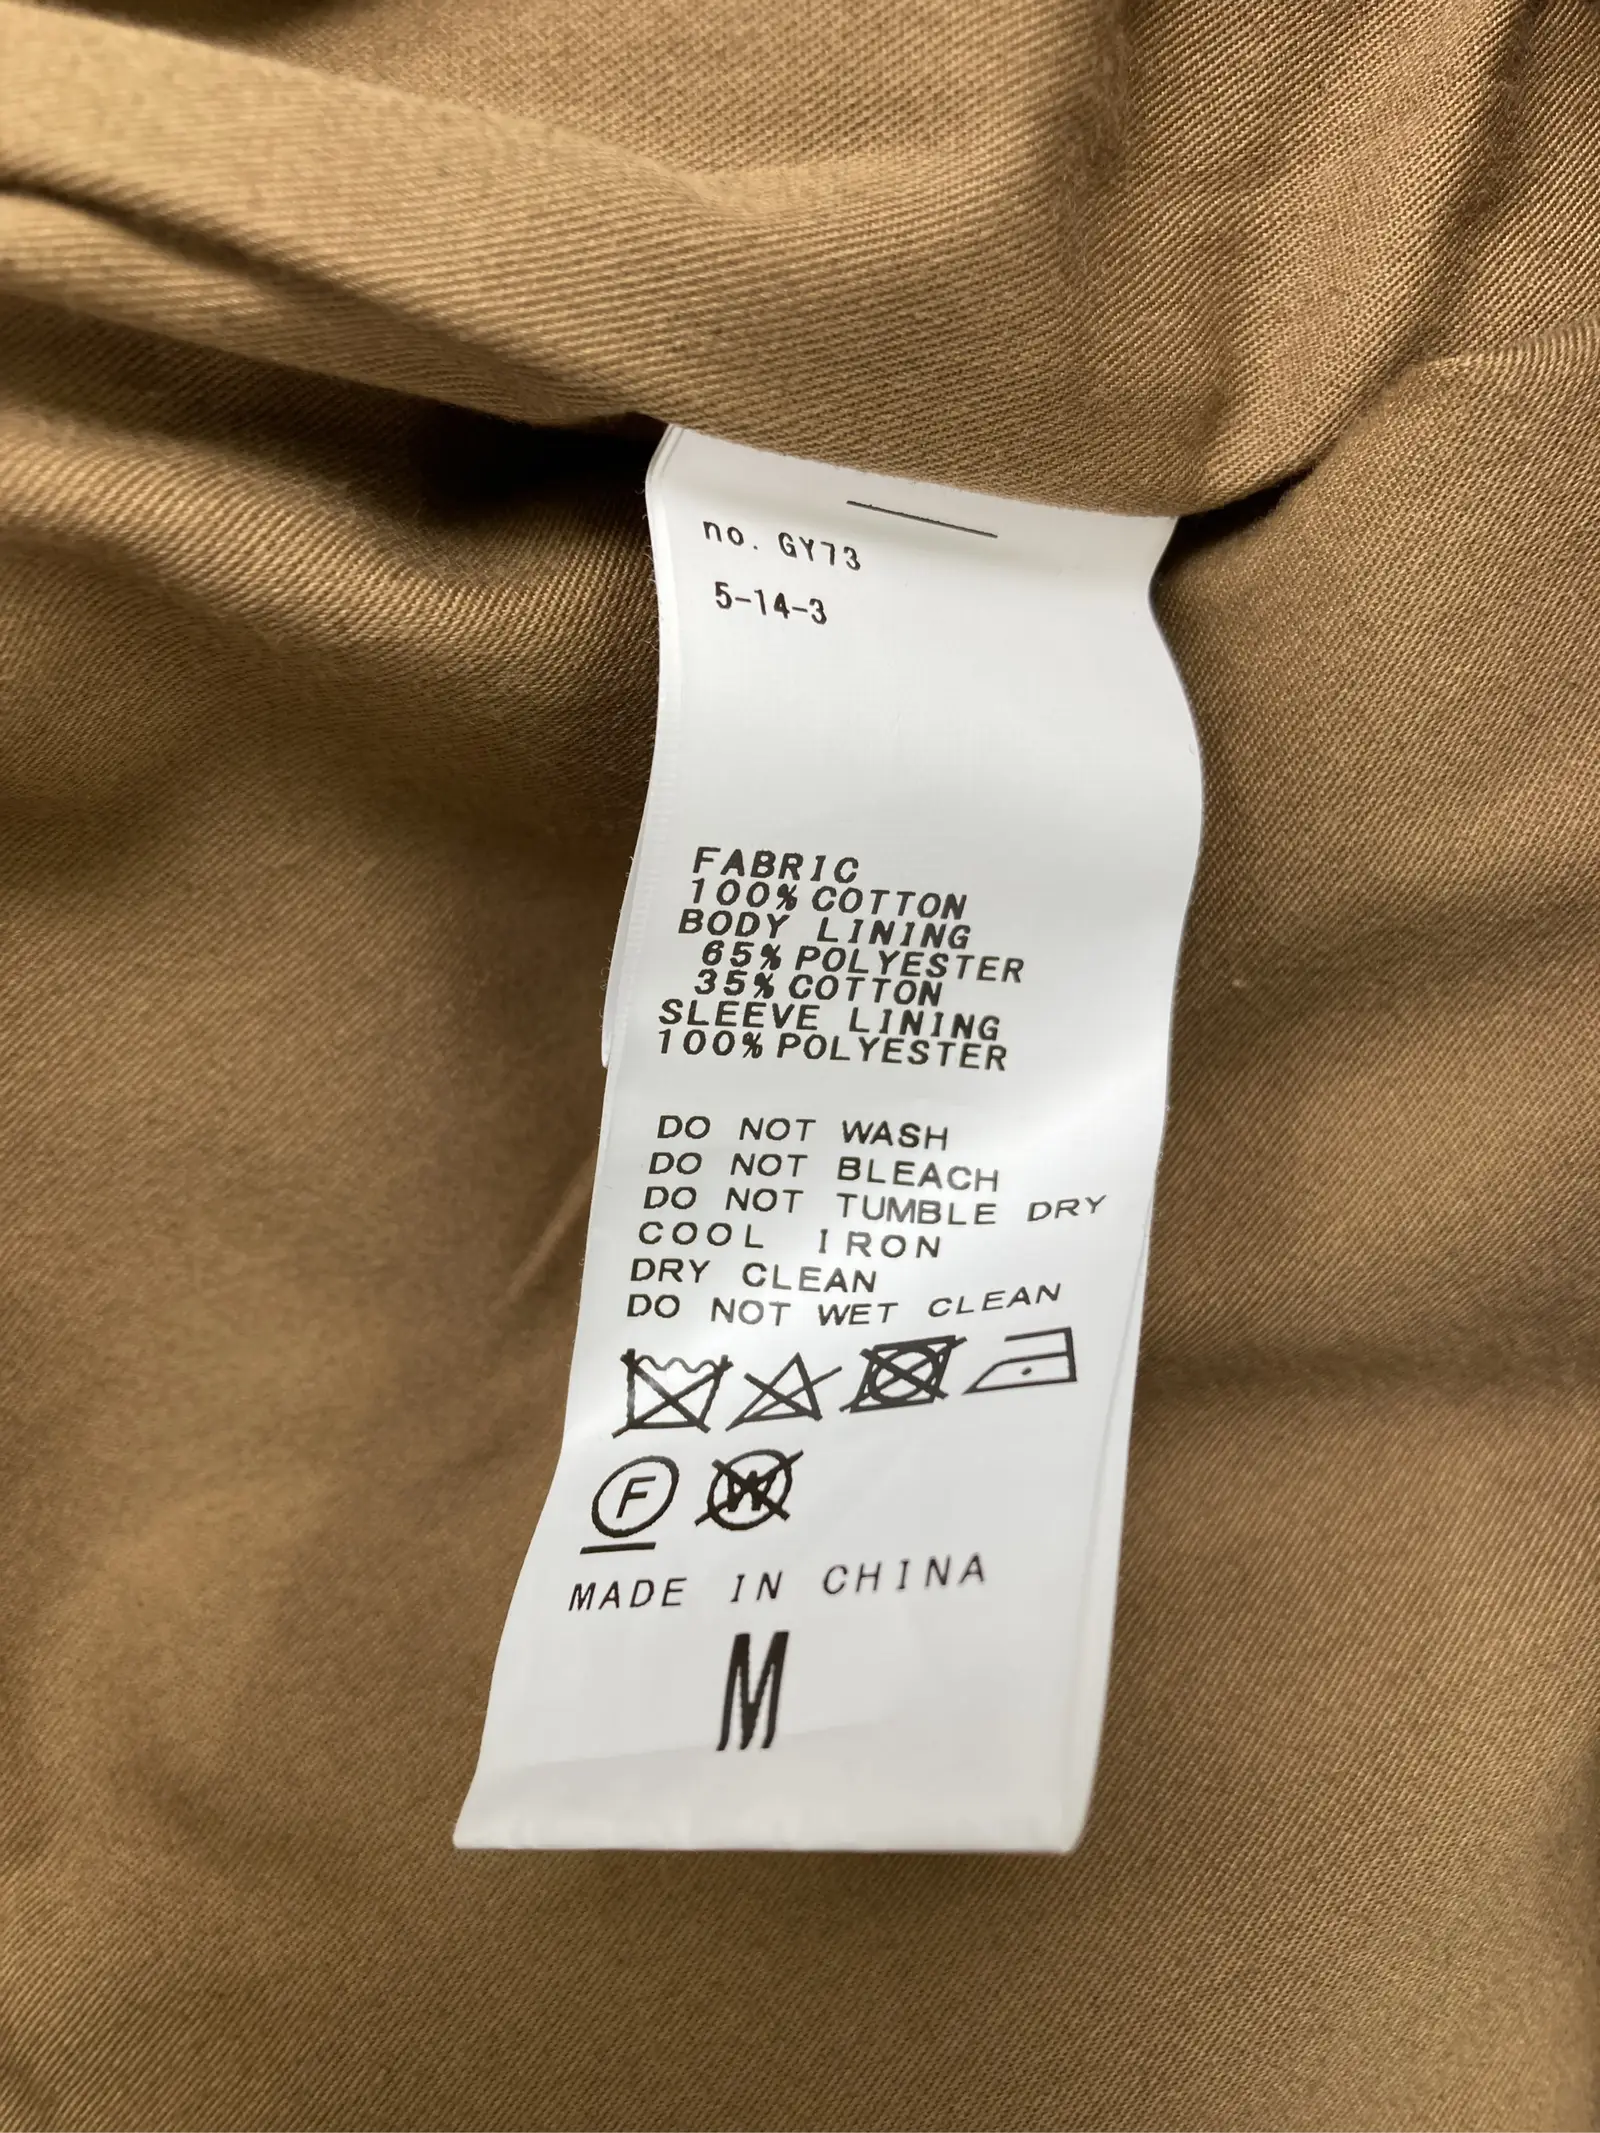 no. GY73
5-14-3
FABRIC
100% COTTON
BODY LINING
65% POLYESTER
35% COTTON
SLEEVE LINING
100% POLYESTER
DO NOT WASH
DO NOT BLEACH
DO NOT TUMBLE DRY
COOL IRON
DRY CLEAN
DO NOT WET CLEAN
F W
MADE IN CHINA
M